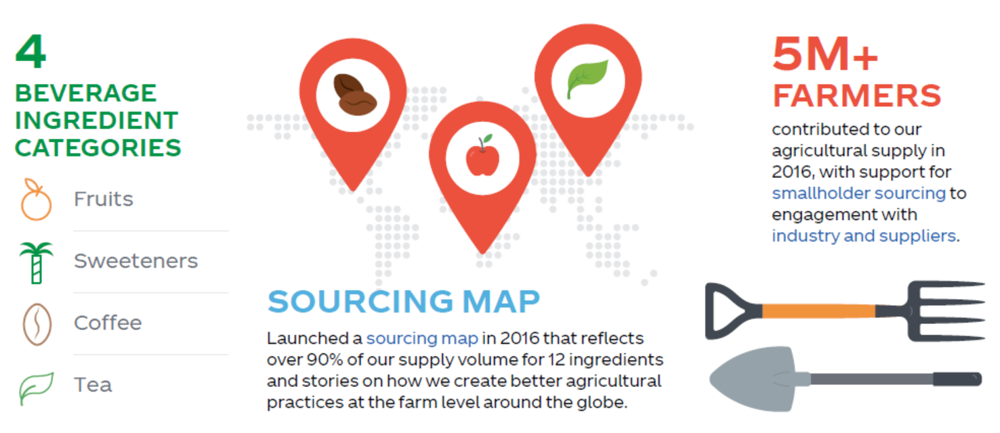 4
BEVERAGE
INGREDIENT
CATEGORIES
Fruits
Sweeteners
Coffee
Tea
SOURCING MAP
Launched a sourcing map in 2016 that reflects
over 90% of our supply volume for 12 ingredients
and stories on how we create better agricultural
practices at the farm level around the globe.
5M+
FARMERS
contributed to our
agricultural supply in
2016, with support for
smallholder sourcing to
engagement with
industry and suppliers.